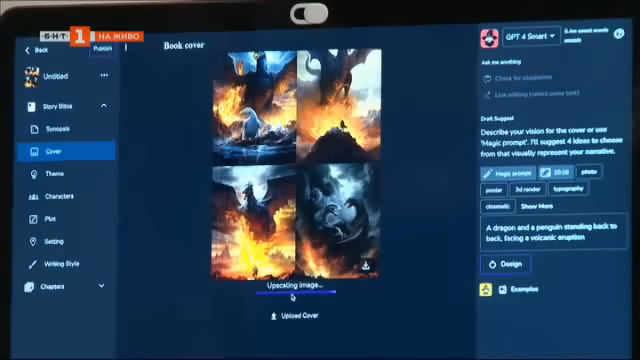 БНТ 1 НА ЖИВО
Back
Publish
Untitled
Story Bible
Synopsis
Cover
Theme
Characters
Plot
Setting
Writing Style
Chapters
Book cover
Upscaling image...
Upload Cover
GPT 4 Smart
Ask me anything
Check for plagiarism
Line editing (select some text)
Draft Suggest
Describe your vision for the cover or use
'Magic prompt'. I'll suggest 4 ideas to choose
from that visually represent your narrative.
Magic prompt
photo
poster
3d render
typography
cinematic
Show More
A dragon and a penguin standing back to
back, facing a volcanic eruption
Design
Examples